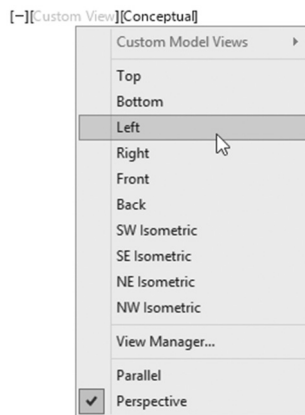 [−][Custom View][Conceptual]
Custom Model Views
Top
Bottom
Left
Right
Front
Back
SW Isometric
SE Isometric
NE Isometric
NW Isometric
View Manager...
Parallel
Perspective